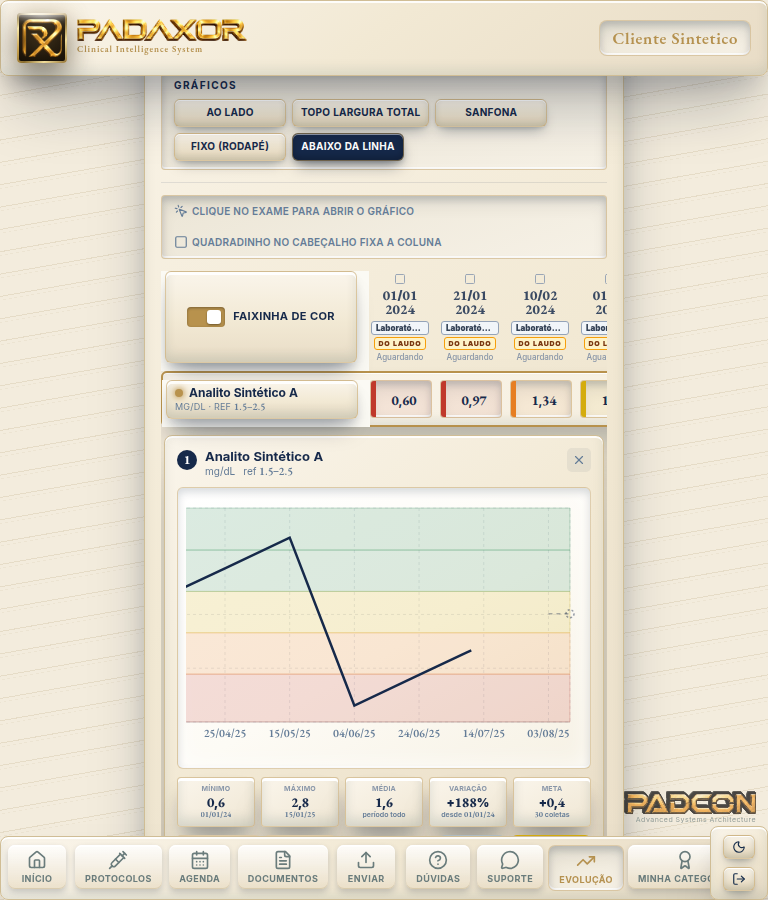 PADAXOR
Clinical Intelligence System
Cliente Sintetico
GRÁFICOS
AO LADO
TOPO LARGURA TOTAL
SANFONA
FIXO (RODAPÉ)
ABAIXO DA LINHA
CLIQUE NO EXAME PARA ABRIR O GRÁFICO
QUADRADINHO NO CABEÇALHO FIXA A COLUNA
FAIXINHA DE COR
01/01 2024
Laborató...
DO LAUDO
Aguardando
21/01 2024
Laborató...
DO LAUDO
Aguardando
10/02 2024
Laborató...
DO LAUDO
Aguardando
Analito Sintético A
MG/DL · REF 1.5–2.5
0,60
0,97
1,34
1
Analito Sintético A
mg/dL ref 1.5–2.5
25/04/25 15/05/25 04/06/25 24/06/25 14/07/25 03/08/25
MÍNIMO
0,6
01/01/24
MÁXIMO
2,8
15/01/25
MÉDIA
1,6
período todo
VARIAÇÃO
+188%
desde 01/01/24
META
+0,4
30 coletas
PADCON
Advanced Systems Architecture
INÍCIO
PROTOCOLOS
AGENDA
DOCUMENTOS
ENVIAR
DÚVIDAS
SUPORTE
EVOLUÇÃO
MINHA CATEGO